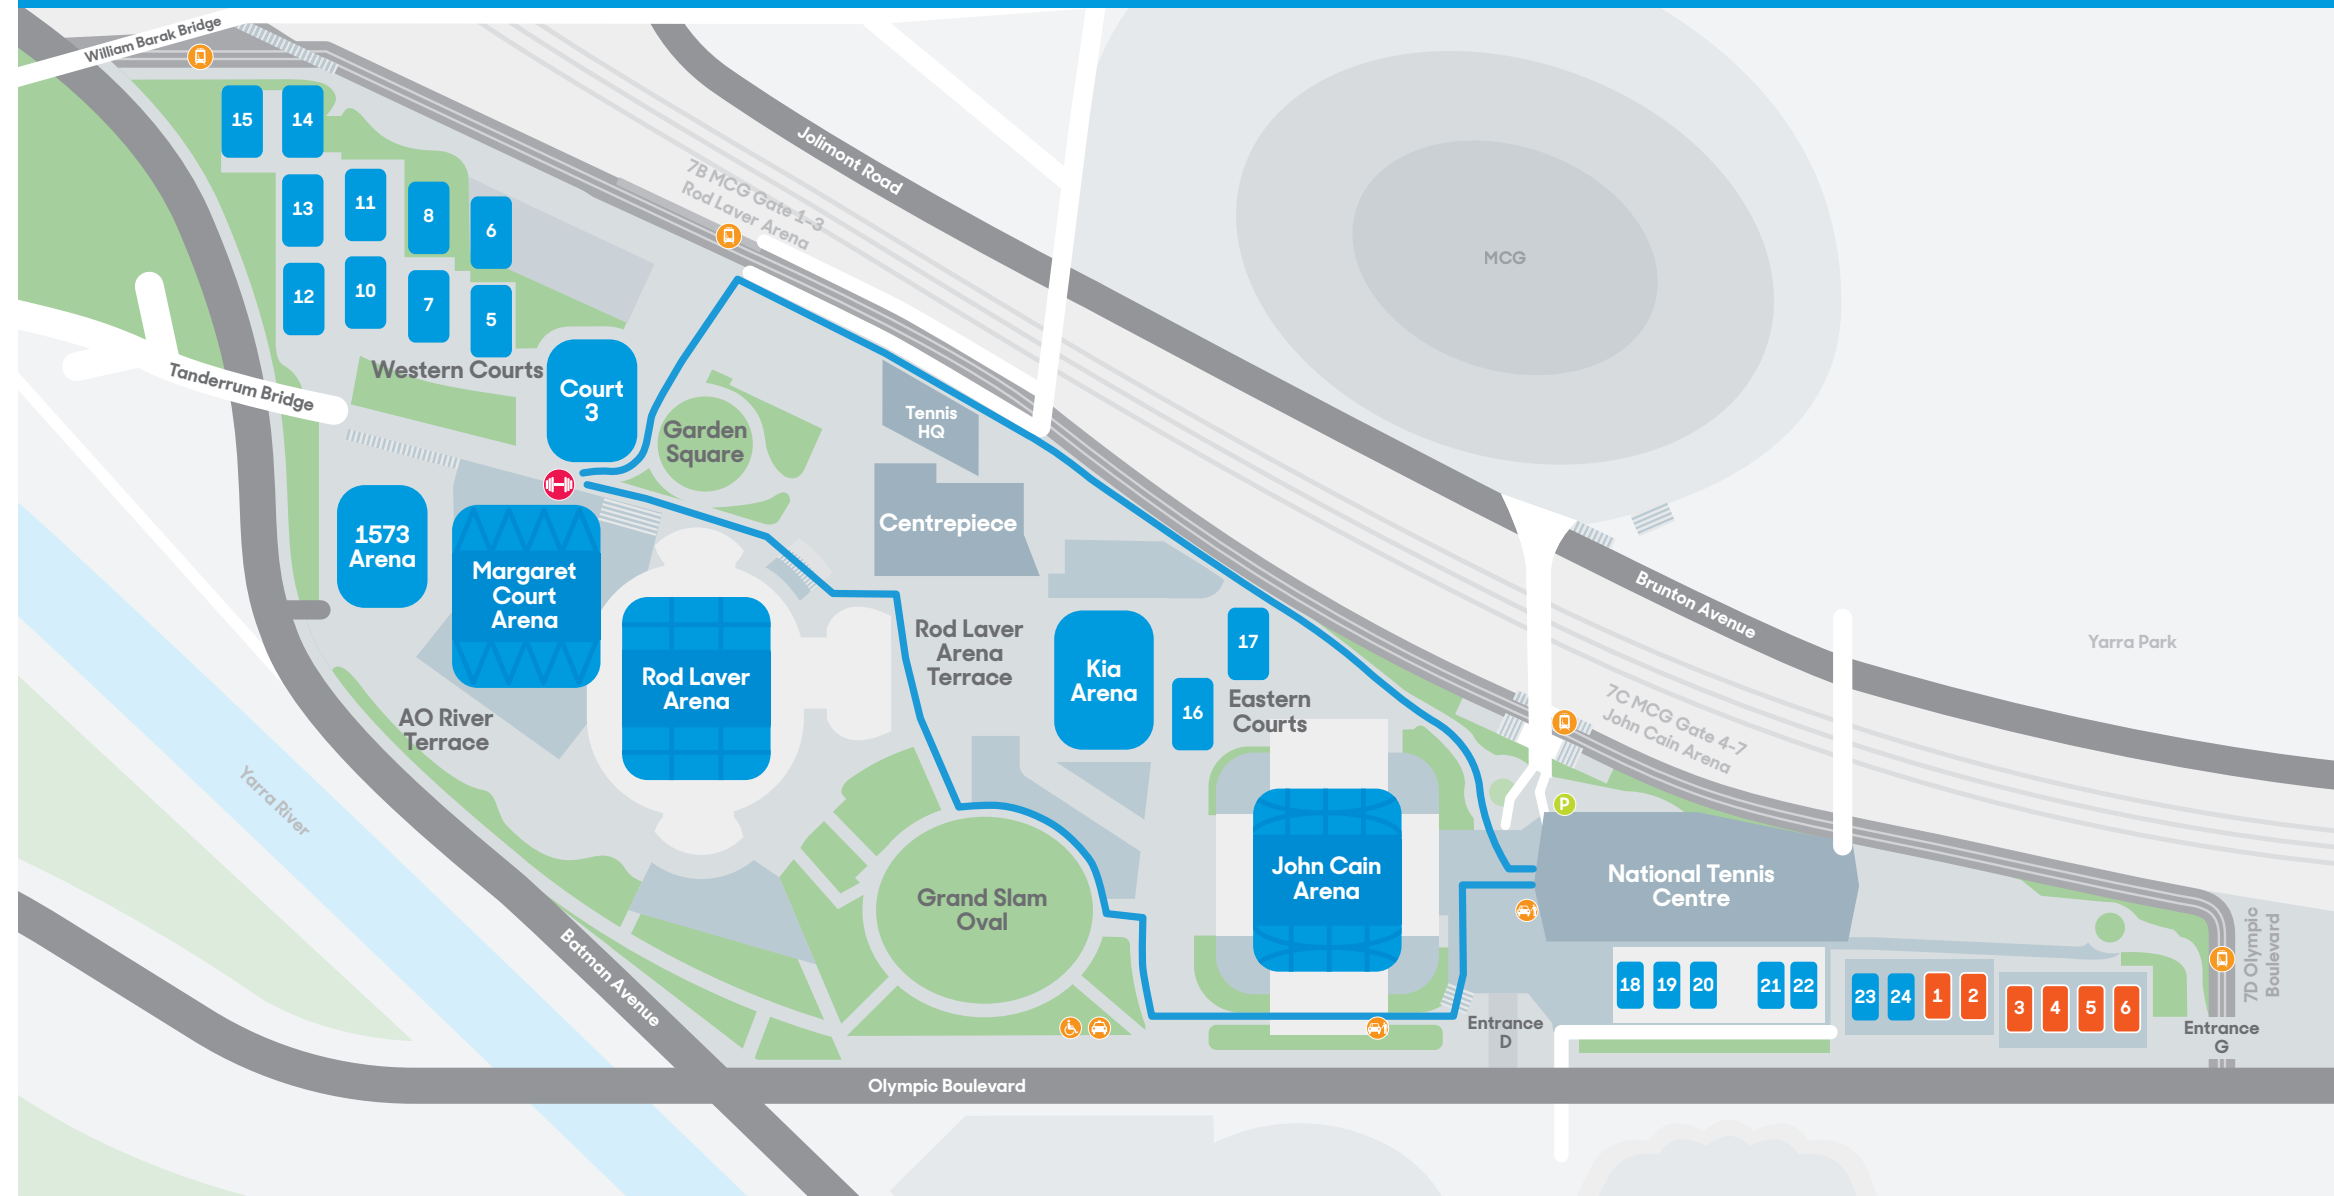 William Barak Bridge
15
14
13
11
8
6
12
10
7
5
Western Courts
Tanderrum Bridge
Court
3
Garden
Square
7B MCG Gate 1-3
Rod Laver Arena
Jolimont Road
MCG
Tennis
HQ
Centrepiece
1573
Arena
Margaret
Court
Arena
Rod Laver
Arena
Rod Laver
Arena
Terrace
AO River
Terrace
Yarra River
Kia
Arena
17
16
Eastern
Courts
Brunton Avenue
Yarra Park
7C MCG Gate 4-7
John Cain Arena
P
John Cain
Arena
National Tennis
Centre
Grand Slam
Oval
Batman Avenue
18
19
20
21
22
23
24
1
2
3
4
5
6
7D Olympic
Boulevard
Entrance
D
Entrance
G
Olympic Boulevard